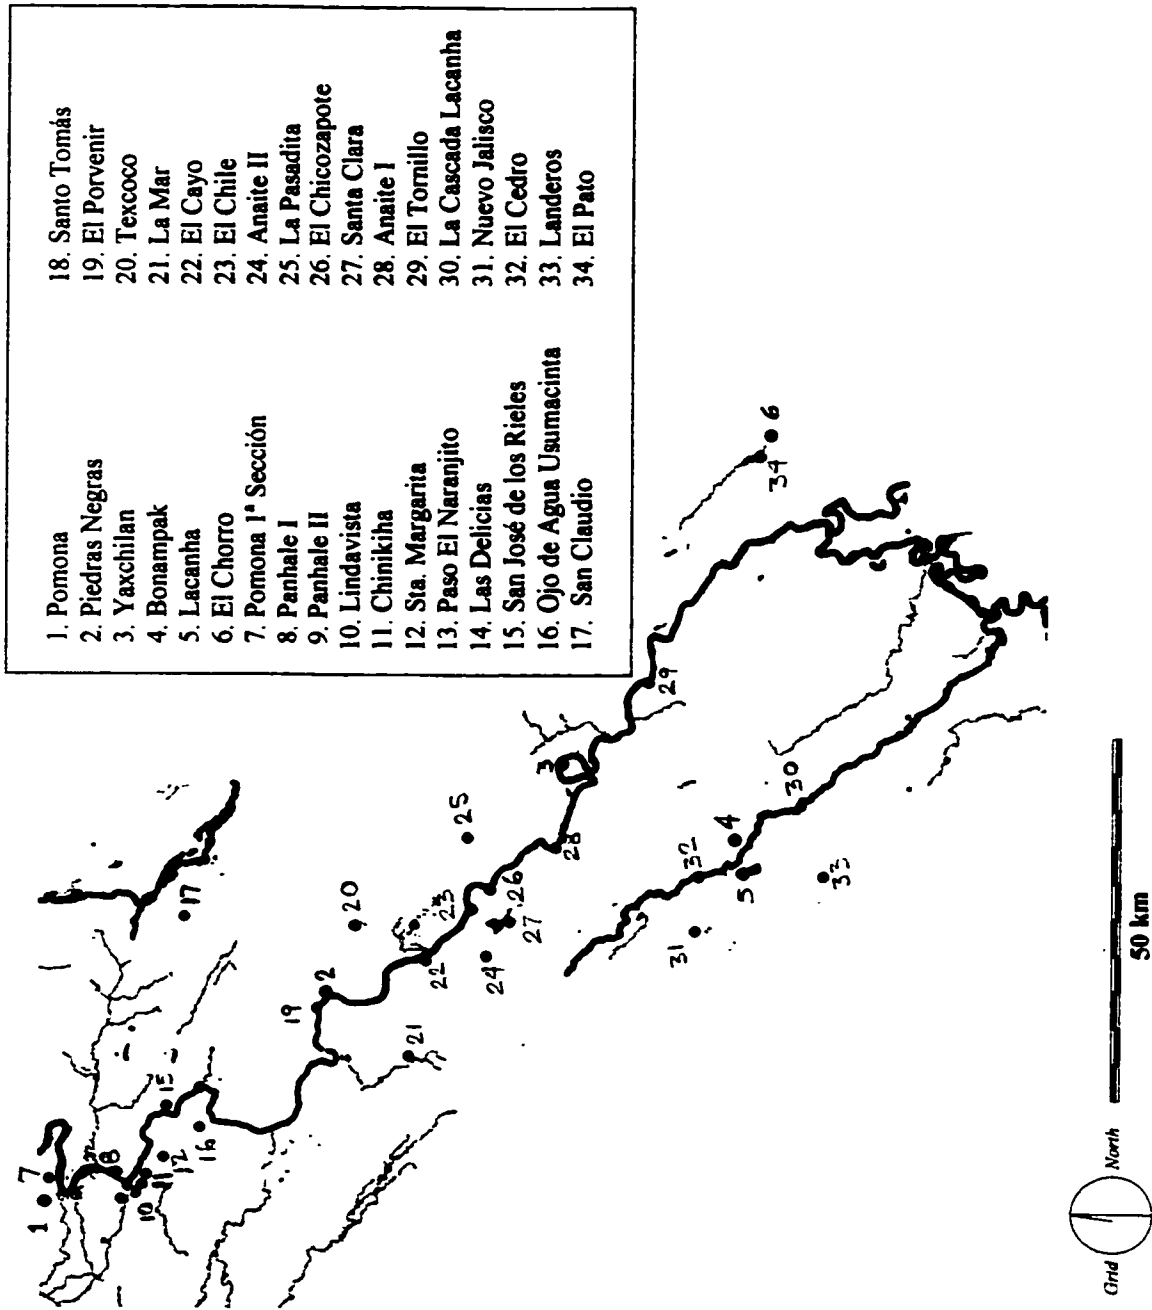 1. Pomona
2. Piedras Negras
3. Yaxchilan
4. Bonampak
5. Lacanha
6. El Chorro
7. Pomona 1ª Sección
8. Panhale I
9. Panhale II
10. Lindavista
11. Chinikiha
12. Sta. Margarita
13. Paso El Naranjito
14. Las Delicias
15. San José de los Rieles
16. Ojo de Agua Usumacinta
17. San Claudio
18. Santo Tomás
19. El Porvenir
20. Texcoco
21. La Mar
22. El Cayo
23. El Chile
24. Anaite II
25. La Pasadita
26. El Chicozapote
27. Santa Clara
28. Anaite I
29. El Tornillo
30. La Cascada Lacanha
31. Nuevo Jalisco
32. El Cedro
33. Landeros
34. El Pato
1
7
8
10
11
12
15
16
17
19
2
20
21
22
23
24
25
26
27
28
3
29
31
32
4
5
30
33
34
6
Grid
North
50 km